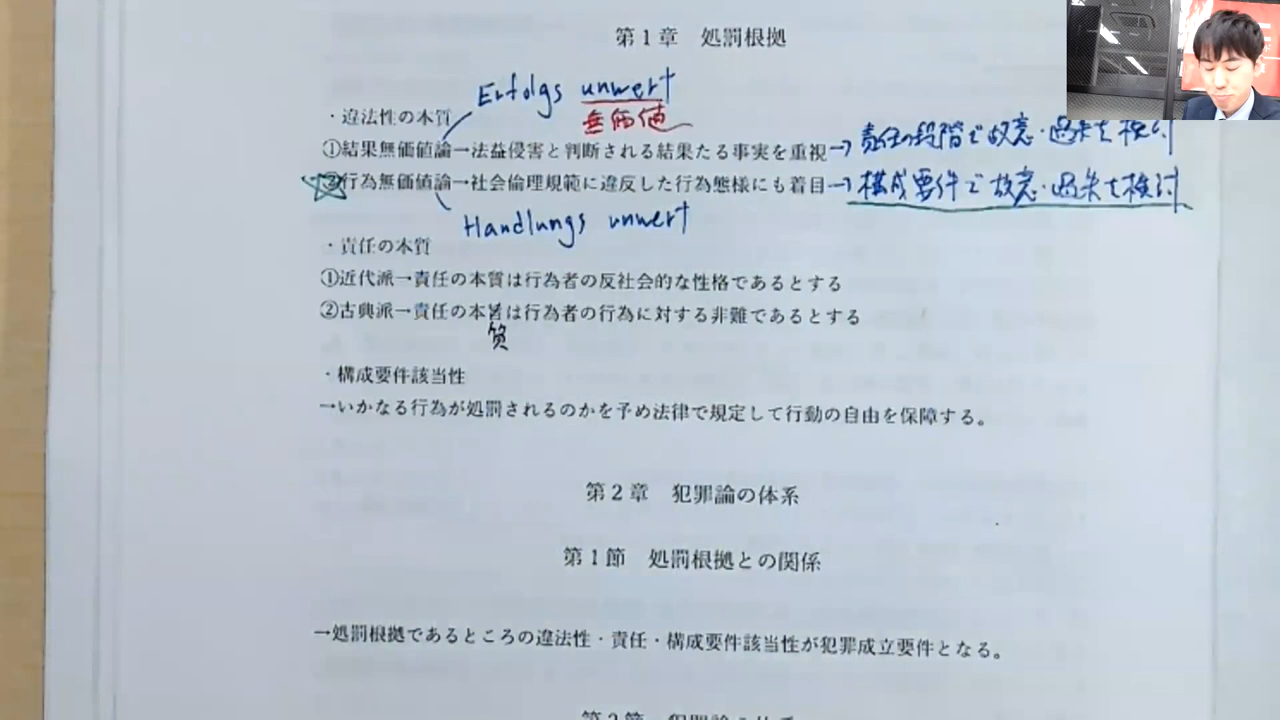 第1章 処罰根拠
Erfolgs unwert
無価値
・違法性の本質
①結果無価値論→法益侵害と判断される結果たる事実を重視→責任の段階で故意・過失を検討
②行為無価値論→社会倫理規範に違反した行為態様にも着目→構成要件で故意・過失を検討
Handlungs unwert
・責任の本質
①近代派→責任の本質は行為者の反社会的な性格であるとする
②古典派→責任の本旨は行為者の行為に対する非難であるとする
質
・構成要件該当性
→いかなる行為が処罰されるのかを予め法律で規定して行動の自由を保障する。
第2章 犯罪論の体系
第1節 処罰根拠との関係
→処罰根拠であるところの違法性・責任・構成要件該当性が犯罪成立要件となる。